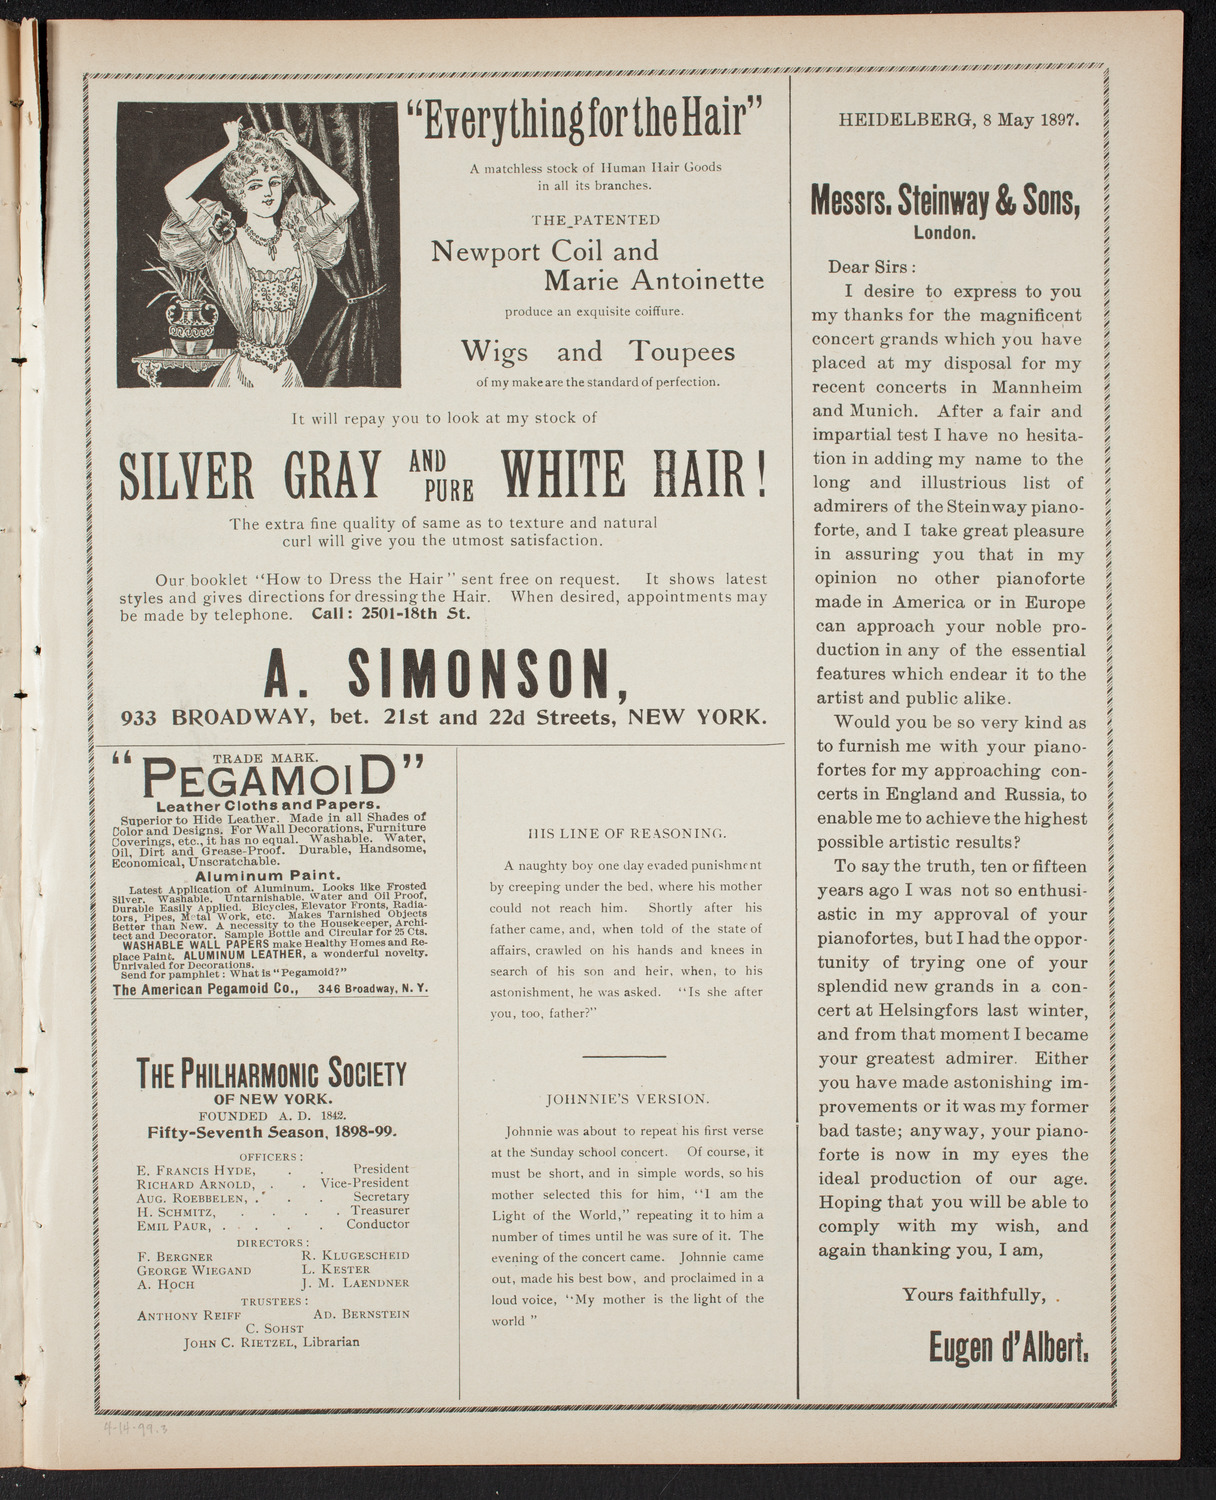 "Everything for the Hair"
A matchless stock of Human Hair Goods
in all its branches.
THE PATENTED
Newport Coil and
Marie Antoinette
produce an exquisite coiffure.
Wigs and Toupees
of my make are the standard of perfection.
It will repay you to look at my stock of
SILVER GRAY AND PURE WHITE HAIR!
The extra fine quality of same as to texture and natural
curl will give you the utmost satisfaction.
Our booklet "How to Dress the Hair" sent free on request. It shows latest
styles and gives directions for dressing the Hair. When desired, appointments may
be made by telephone. Call: 2501-18th St.
A. SIMONSON,
933 BROADWAY, bet. 21st and 22d Streets, NEW YORK.
TRADE MARK.
"PEGAMOID"
Leather Cloths and Papers.
Superior to Hide Leather. Made in all Shades of
Color and Designs. For Wall Decorations, Furniture
Coverings, etc., it has no equal. Washable. Water,
Oil, Dirt and Grease-Proof. Durable, Handsome,
Economical, Unscratchable.
Aluminum Paint.
Latest Application of Aluminum. Looks like Frosted
Silver. Washable. Untarnishable. Water and Oil Proof,
Durable Easily Applied. Bicycles, Elevator Fronts, Radia-
tors, Pipes, Metal Work, etc. Makes Tarnished Objects
Better than New. A necessity to the Housekeeper, Archi-
tect and Decorator. Sample Bottle and Circular for 25 Cts.
WASHABLE WALL PAPERS make Healthy Homes and Re-
place Paint. ALUMINUM LEATHER, a wonderful novelty.
Unrivaled for Decorations.
Send for pamphlet: What is "Pegamoid?"
The American Pegamoid Co., 346 Broadway, N. Y.
THE PHILHARMONIC SOCIETY
OF NEW YORK.
FOUNDED A. D. 1842.
Fifty-Seventh Season, 1898-99.
OFFICERS:
E. FRANCIS HYDE, . . President
RICHARD ARNOLD, . . Vice-President
AUG. ROEBBELEN, . . . Secretary
H. SCHMITZ, . . . . Treasurer
EMIL PAUR, . . . . Conductor
DIRECTORS:
F. BERGNER R. KLUGESCHEID
GEORGE WIEGAND L. KESTER
A. HOCH J. M. LAENDNER
TRUSTEES:
ANTHONY REIFF AD. BERNSTEIN
C. SOHST
JOHN C. RIETZEL, Librarian
HIS LINE OF REASONING.
A naughty boy one day evaded punishment
by creeping under the bed, where his mother
could not reach him. Shortly after his
father came, and, when told of the state of
affairs, crawled on his hands and knees in
search of his son and heir, when, to his
astonishment, he was asked. "Is she after
you, too, father?"
JOHNNIE'S VERSION.
Johnnie was about to repeat his first verse
at the Sunday school concert. Of course, it
must be short, and in simple words, so his
mother selected this for him, "I am the
Light of the World," repeating it to him a
number of times until he was sure of it. The
evening of the concert came. Johnnie came
out, made his best bow, and proclaimed in a
loud voice, "My mother is the light of the
world"
HEIDELBERG, 8 May 1897.
Messrs. Steinway & Sons,
London.
Dear Sirs:
I desire to express to you
my thanks for the magnificent
concert grands which you have
placed at my disposal for my
recent concerts in Mannheim
and Munich. After a fair and
impartial test I have no hesita-
tion in adding my name to the
long and illustrious list of
admirers of the Steinway piano-
forte, and I take great pleasure
in assuring you that in my
opinion no other pianoforte
made in America or in Europe
can approach your noble pro-
duction in any of the essential
features which endear it to the
artist and public alike.
Would you be so very kind as
to furnish me with your piano-
fortes for my approaching con-
certs in England and Russia, to
enable me to achieve the highest
possible artistic results?
To say the truth, ten or fifteen
years ago I was not so enthusi-
astic in my approval of your
pianofortes, but I had the oppor-
tunity of trying one of your
splendid new grands in a con-
cert at Helsingfors last winter,
and from that moment I became
your greatest admirer. Either
you have made astonishing im-
provements or it was my former
bad taste; anyway, your piano-
forte is now in my eyes the
ideal production of our age.
Hoping that you will be able to
comply with my wish, and
again thanking you, I am,
Yours faithfully,
Eugen d'Albert.
4-14-99.3